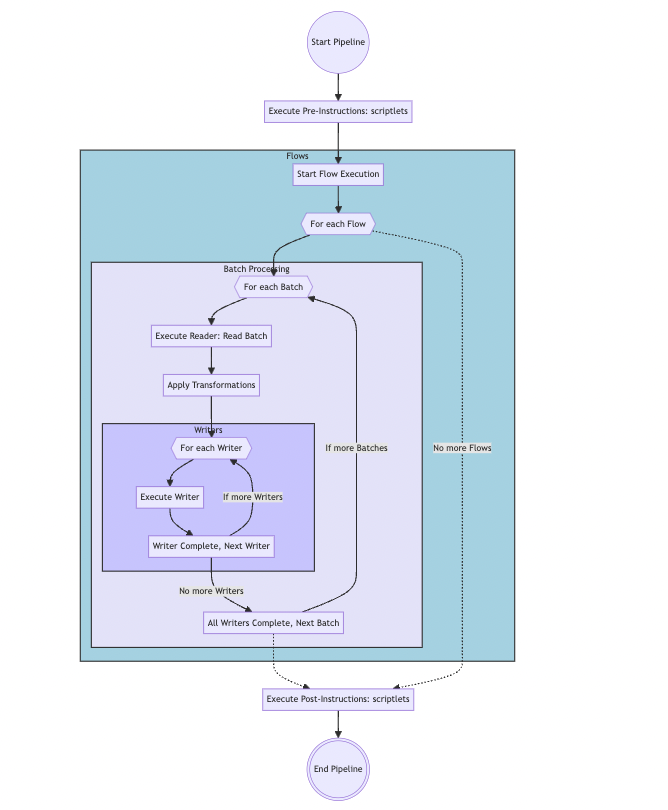 Start Pipeline
Execute Pre-Instructions: scriptlets
Flows
Start Flow Execution
For each Flow
Batch Processing
For each Batch
Execute Reader: Read Batch
Apply Transformations
Writers
For each Writer
If more Batches
No more Flows
Execute Writer
If more Writers
Writer Complete, Next Writer
No more Writers
All Writers Complete, Next Batch
Execute Post-Instructions: scriptlets
End Pipeline